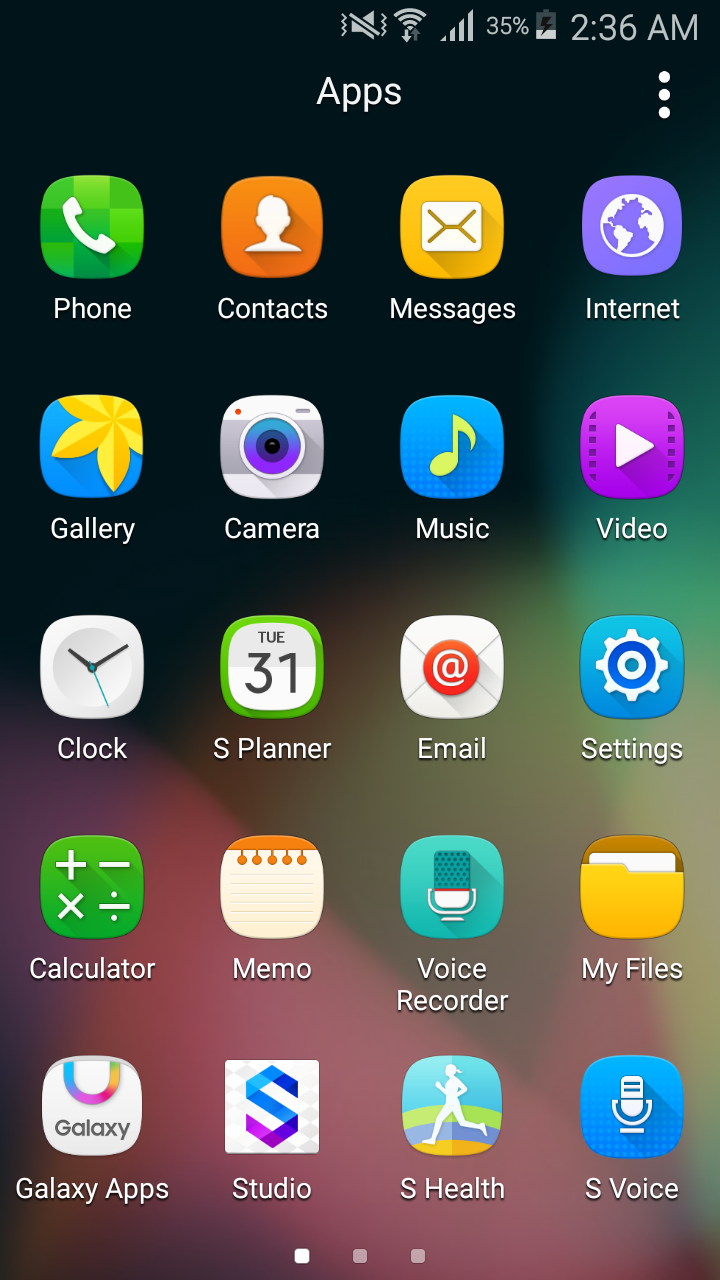 35% 2:36 AM
Apps
Phone Contacts Messages Internet
Gallery Camera Music Video
TUE
31
@
Clock S Planner Email Settings
Calculator Memo Voice Recorder My Files
Galaxy
Galaxy Apps Studio S Health S Voice